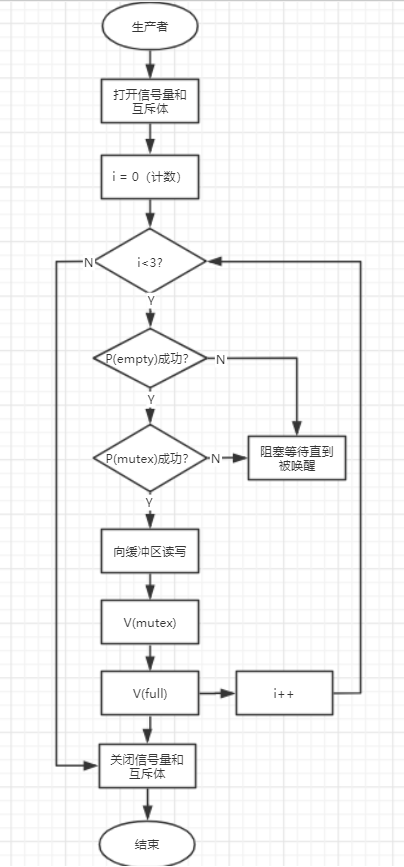 生产者
打开信号量和
互斥体
i = 0（计数）
i<3?
N
Y
P(empty)成功？
N
Y
P(mutex)成功？
N
阻塞等待直到
被唤醒
Y
向缓冲区读写
V(mutex)
V(full)
i++
关闭信号量和
互斥体
结束